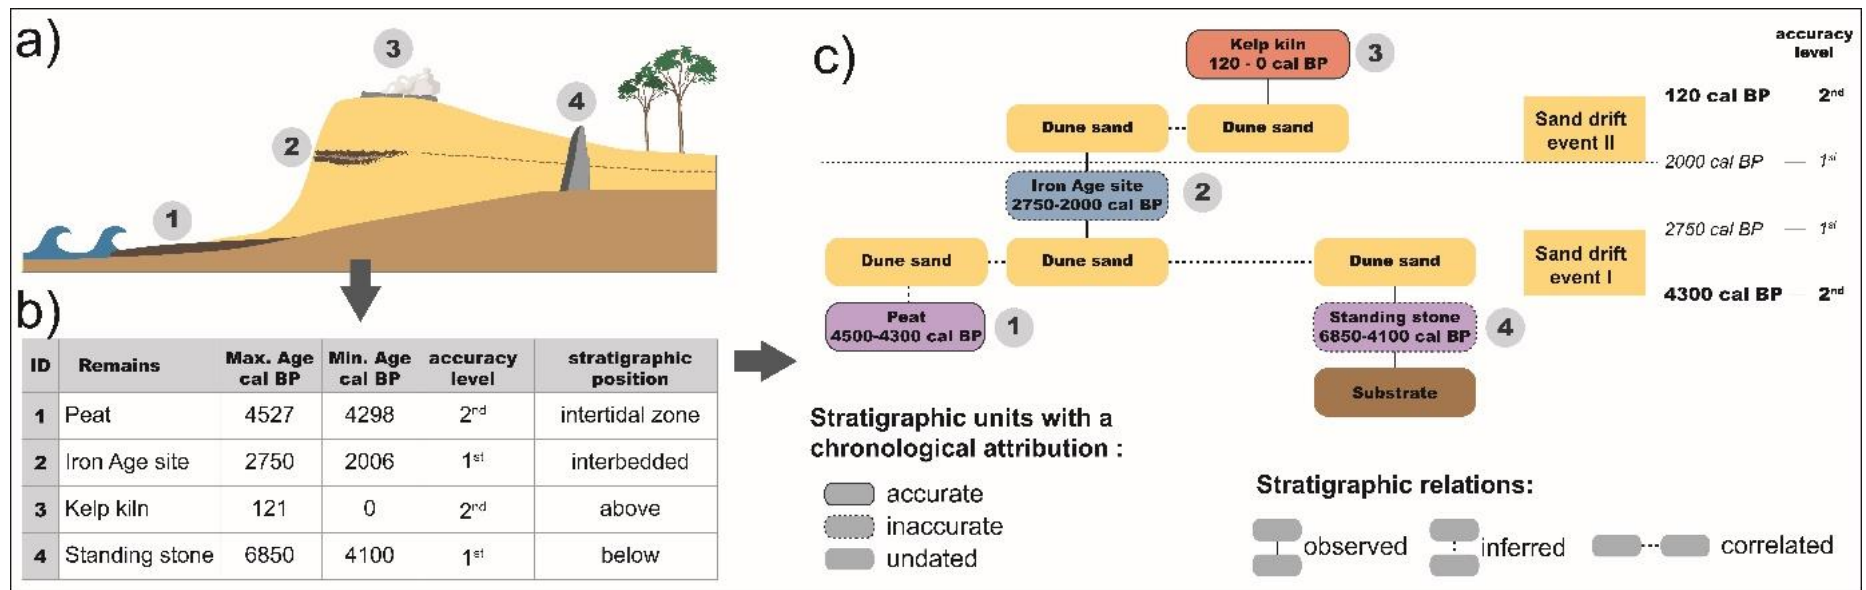 a)
3
4
2
1
b)
ID Remains Max. Age cal BP Min. Age cal BP accuracy level stratigraphic position
1 Peat 4527 4298 2nd intertidal zone
2 Iron Age site 2750 2006 1st interbedded
3 Kelp kiln 121 0 2nd above
4 Standing stone 6850 4100 1st below
c)
Kelp kiln
120 - 0 cal BP
3
accuracy
level
Dune sand
Dune sand
Sand drift
event II
120 cal BP 2nd
2000 cal BP 1st
Iron Age site
2750-2000 cal BP
2
2750 cal BP 1st
Dune sand
Dune sand
Dune sand
Sand drift
event I
4300 cal BP 2nd
Peat
4500-4300 cal BP
1
Standing stone
6850-4100 cal BP
4
Substrate
Stratigraphic units with a
chronological attribution :
accurate
inaccurate
undated
Stratigraphic relations:
observed
inferred
correlated